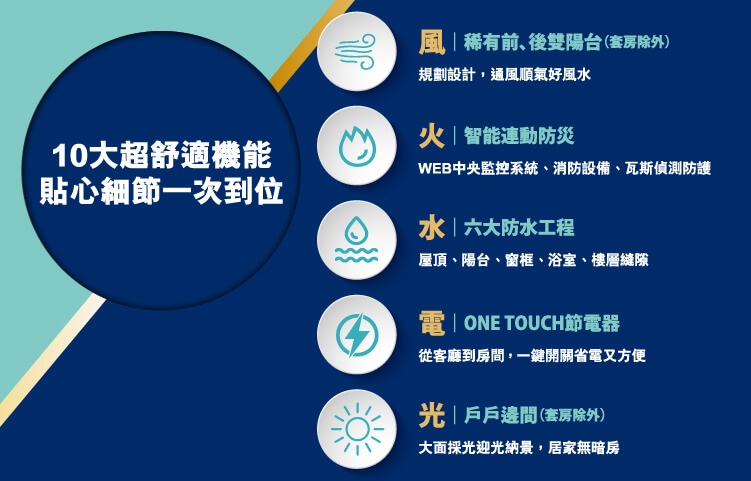 10大超舒適機能
貼心細節一次到位
風｜稀有前、後雙陽台(套房除外)
規劃設計，通風順氣好風水
火｜智能連動防災
WEB中央監控系統、消防設備、瓦斯偵測防護
水｜六大防水工程
屋頂、陽台、窗框、浴室、樓層縫隙
電｜ONE TOUCH節電器
從客廳到房間，一鍵開關省電又方便
光｜戶戶邊間(套房除外)
大面採光迎光納景，居家無暗房